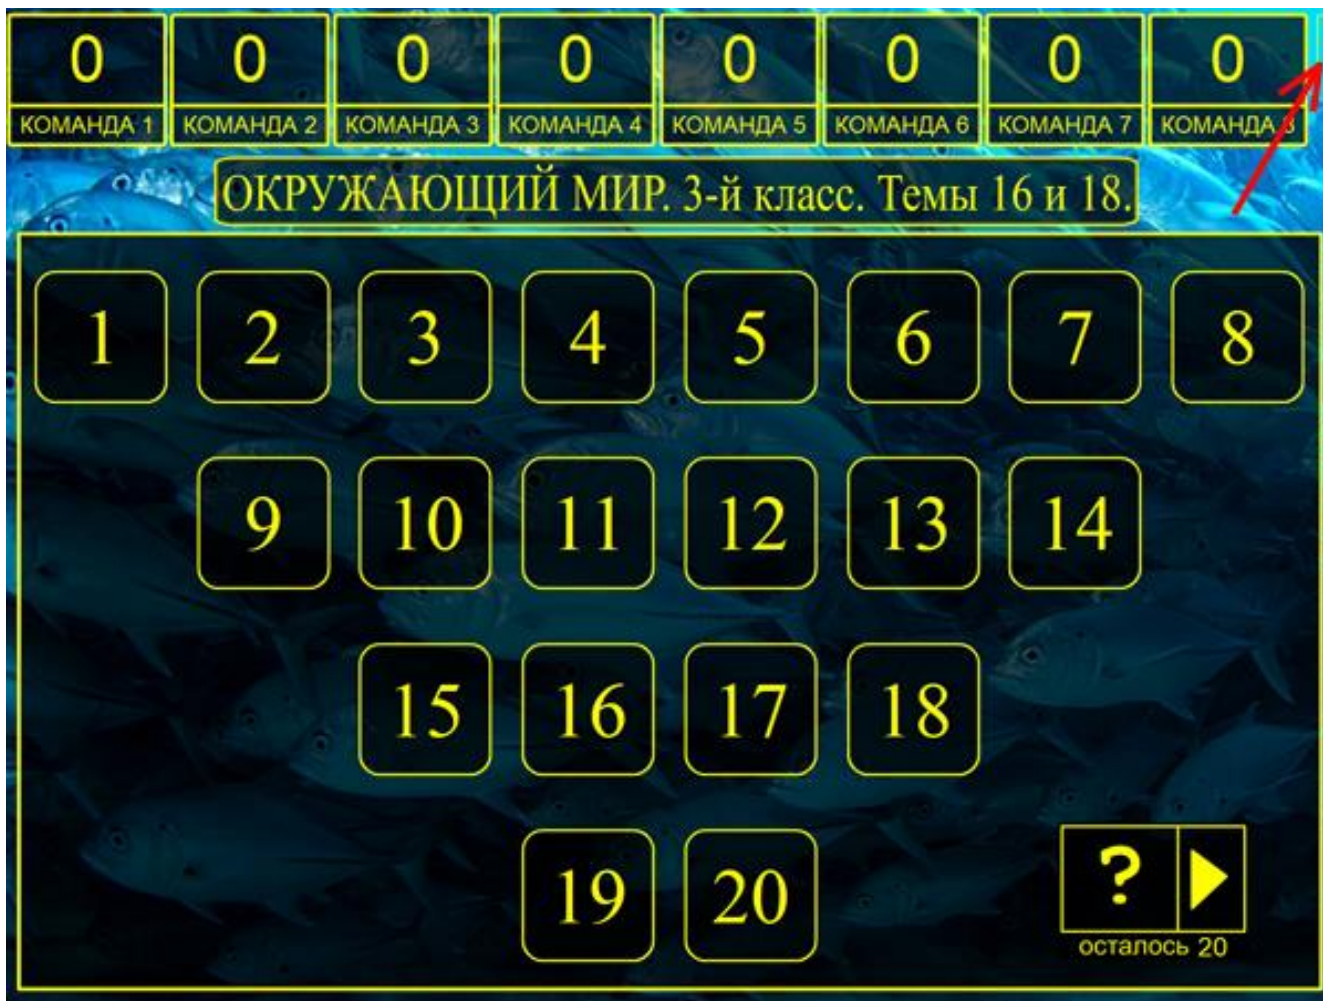 0 0 0 0 0 0 0 0
КОМАНДА 1 КОМАНДА 2 КОМАНДА 3 КОМАНДА 4 КОМАНДА 5 КОМАНДА 6 КОМАНДА 7 КОМАНДА 8
ОКРУЖАЮЩИЙ МИР. 3-й класс. Темы 16 и 18.
1 2 3 4 5 6 7 8
9 10 11 12 13 14
15 16 17 18
19 20 ?
осталось 20